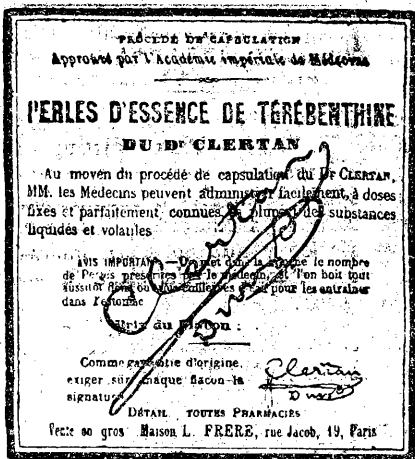 PROCÉDÉ DE CAPSULATION
Approuvé par l'Académie impériale de Médecine
PERLES D'ESSENCE DE TÉRÉBENTHINE
DU Dr CLERTAN
Au moyen du procédé de capsulation du Dr CLERTAN,
MM. les Médecins peuvent administrer facilement, à doses
fixes et parfaitement connues, plupart des substances
liquides et volatiles
AVIS IMPORTANT — On met dans la bouche le nombre
de Perles prescrites par le médecin, et l'on boit tout
aussitôt deux ou cuillerées pour les entraîner
dans l'estomac
Prix du flacon :
Comme garantie d'origine,
exiger sur chaque flacon la
signature
Clertan
Clertan
DÉTAIL TOUTES PHARMACIES
Vente en gros Maison L. FRERE, rue Jacob, 19, Paris